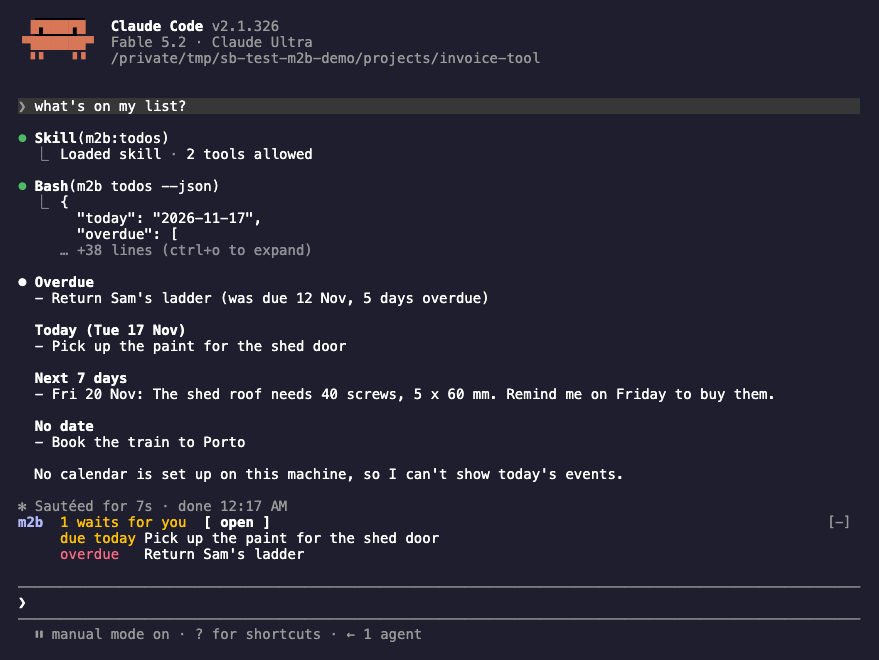 Claude Code v2.1.326
Fable 5.2 · Claude Ultra
/private/tmp/sb-test-m2b-demo/projects/invoice-tool
❯ what's on my list?
● Skill(m2b:todos)
⎿ Loaded skill · 2 tools allowed
● Bash(m2b todos --json)
⎿ {
"today": "2026-11-17",
"overdue": [
… +38 lines (ctrl+o to expand)
● Overdue
- Return Sam's ladder (was due 12 Nov, 5 days overdue)
Today (Tue 17 Nov)
- Pick up the paint for the shed door
Next 7 days
- Fri 20 Nov: The shed roof needs 40 screws, 5 x 60 mm. Remind me on Friday to buy them.
No date
- Book the train to Porto
No calendar is set up on this machine, so I can't show today's events.
✻ Sautéed for 7s · done 12:17 AM
m2b 1 waits for you [ open ] [-]
due today Pick up the paint for the shed door
overdue Return Sam's ladder
❯
⏸ manual mode on · ? for shortcuts · ← 1 agent